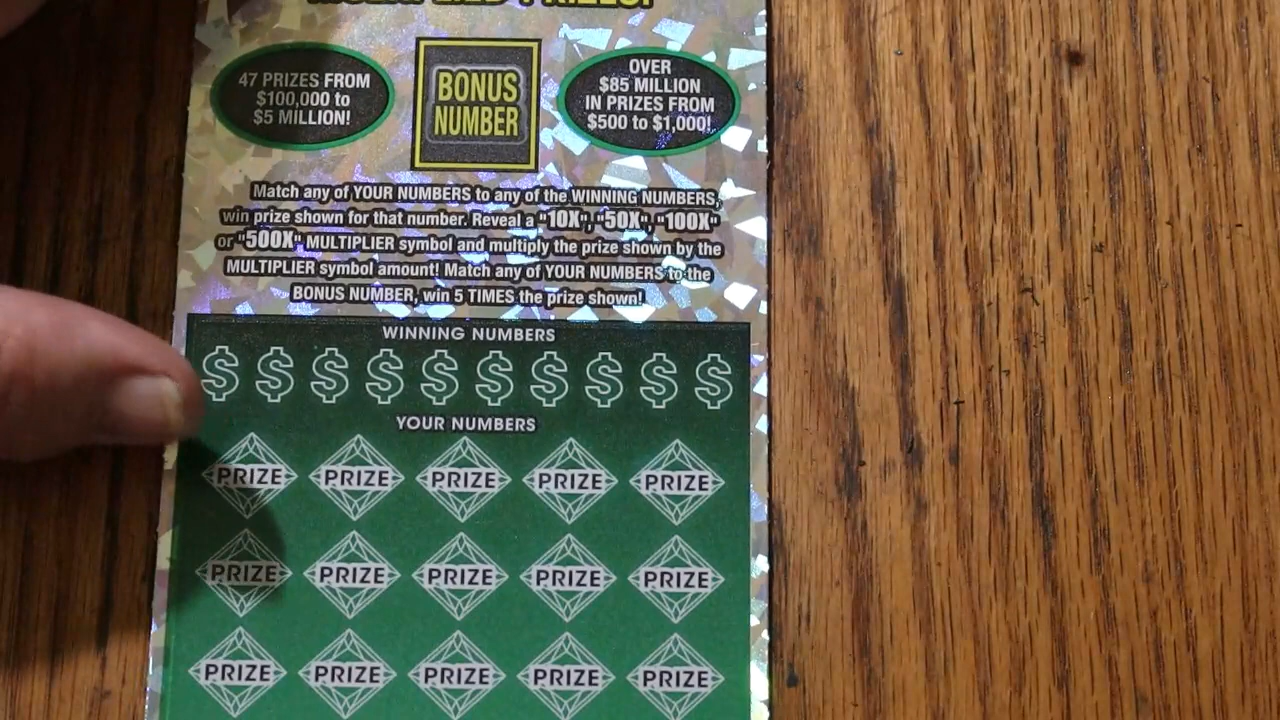 PRIZES!
47 PRIZES FROM
$100,000 to
$5 MILLION!
BONUS
NUMBER
OVER
$85 MILLION
IN PRIZES FROM
$500 to $1,000!
Match any of YOUR NUMBERS to any of the WINNING NUMBERS,
win prize shown for that number. Reveal a "10X", "50X", "100X"
or "500X" MULTIPLIER symbol and multiply the prize shown by the
MULTIPLIER symbol amount! Match any of YOUR NUMBERS to the
BONUS NUMBER, win 5 TIMES the prize shown!
WINNING NUMBERS
$ $ $ $ $ $ $ $ $ $
YOUR NUMBERS
PRIZE PRIZE PRIZE PRIZE PRIZE
PRIZE PRIZE PRIZE PRIZE PRIZE
PRIZE PRIZE PRIZE PRIZE PRIZE